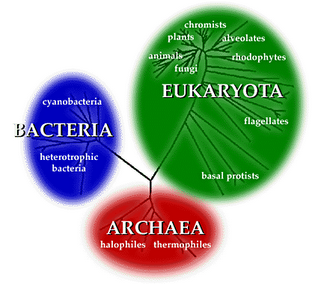 chromists
plants
alveolates
animals
rhodophytes
fungi
EUKARYOTA
flagellates
basal protists
cyanobacteria
BACTERIA
heterotrophic
bacteria
ARCHAEA
halophiles thermophiles